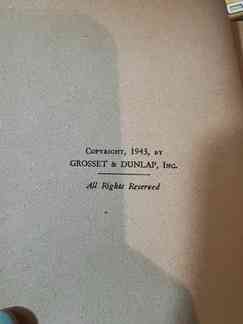 Copyright, 1943, by
GROSSET & DUNLAP, Inc.
All Rights Reserved